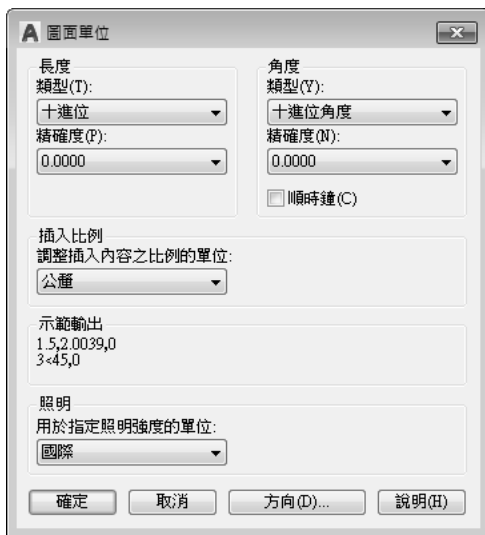 圖面單位
長度
類型(T):
十進位
精確度(P):
0.0000
角度
類型(Y):
十進位角度
精確度(N):
0.0000
順時鐘(C)
插入比例
調整插入內容之比例的單位:
公釐
示範輸出
1.5,2.0039,0
3<45,0
照明
用於指定照明強度的單位:
國際
確定 取消 方向(D)... 說明(H)